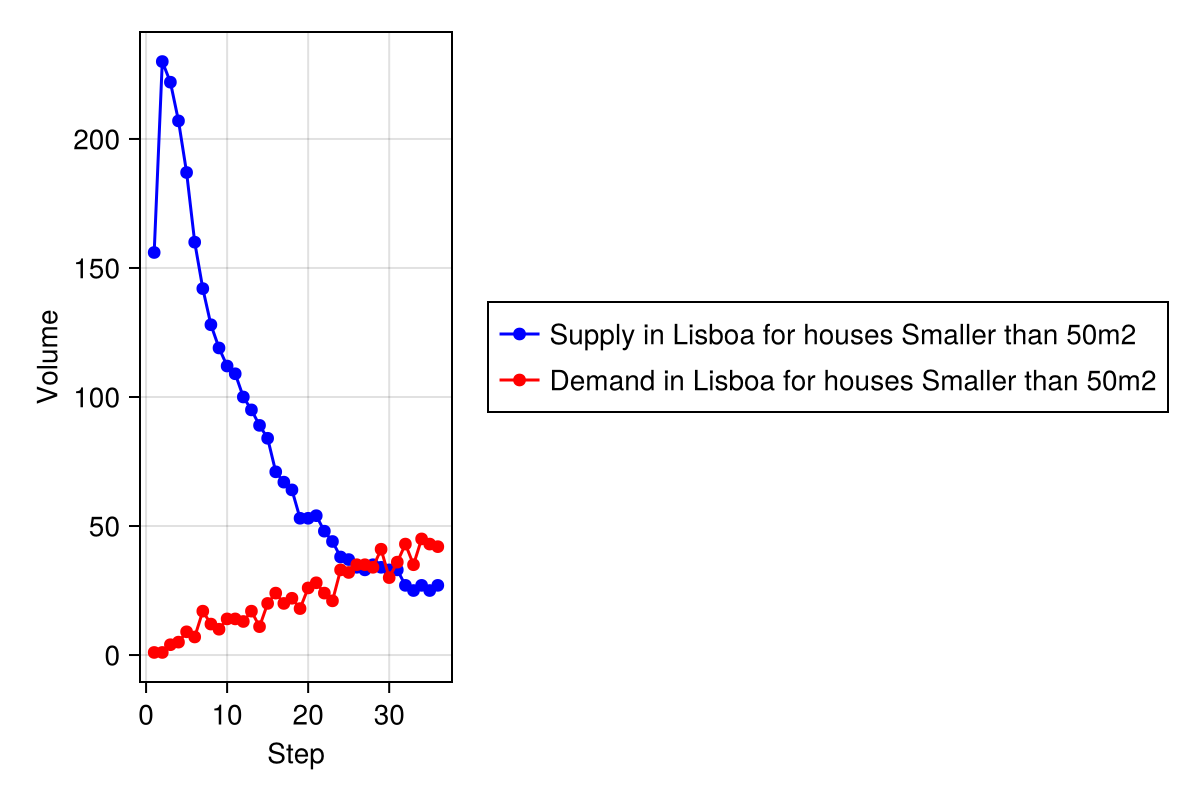 200
150
100
50
0
Volume
0 10 20 30
Step
Supply in Lisboa for houses Smaller than 50m2
Demand in Lisboa for houses Smaller than 50m2